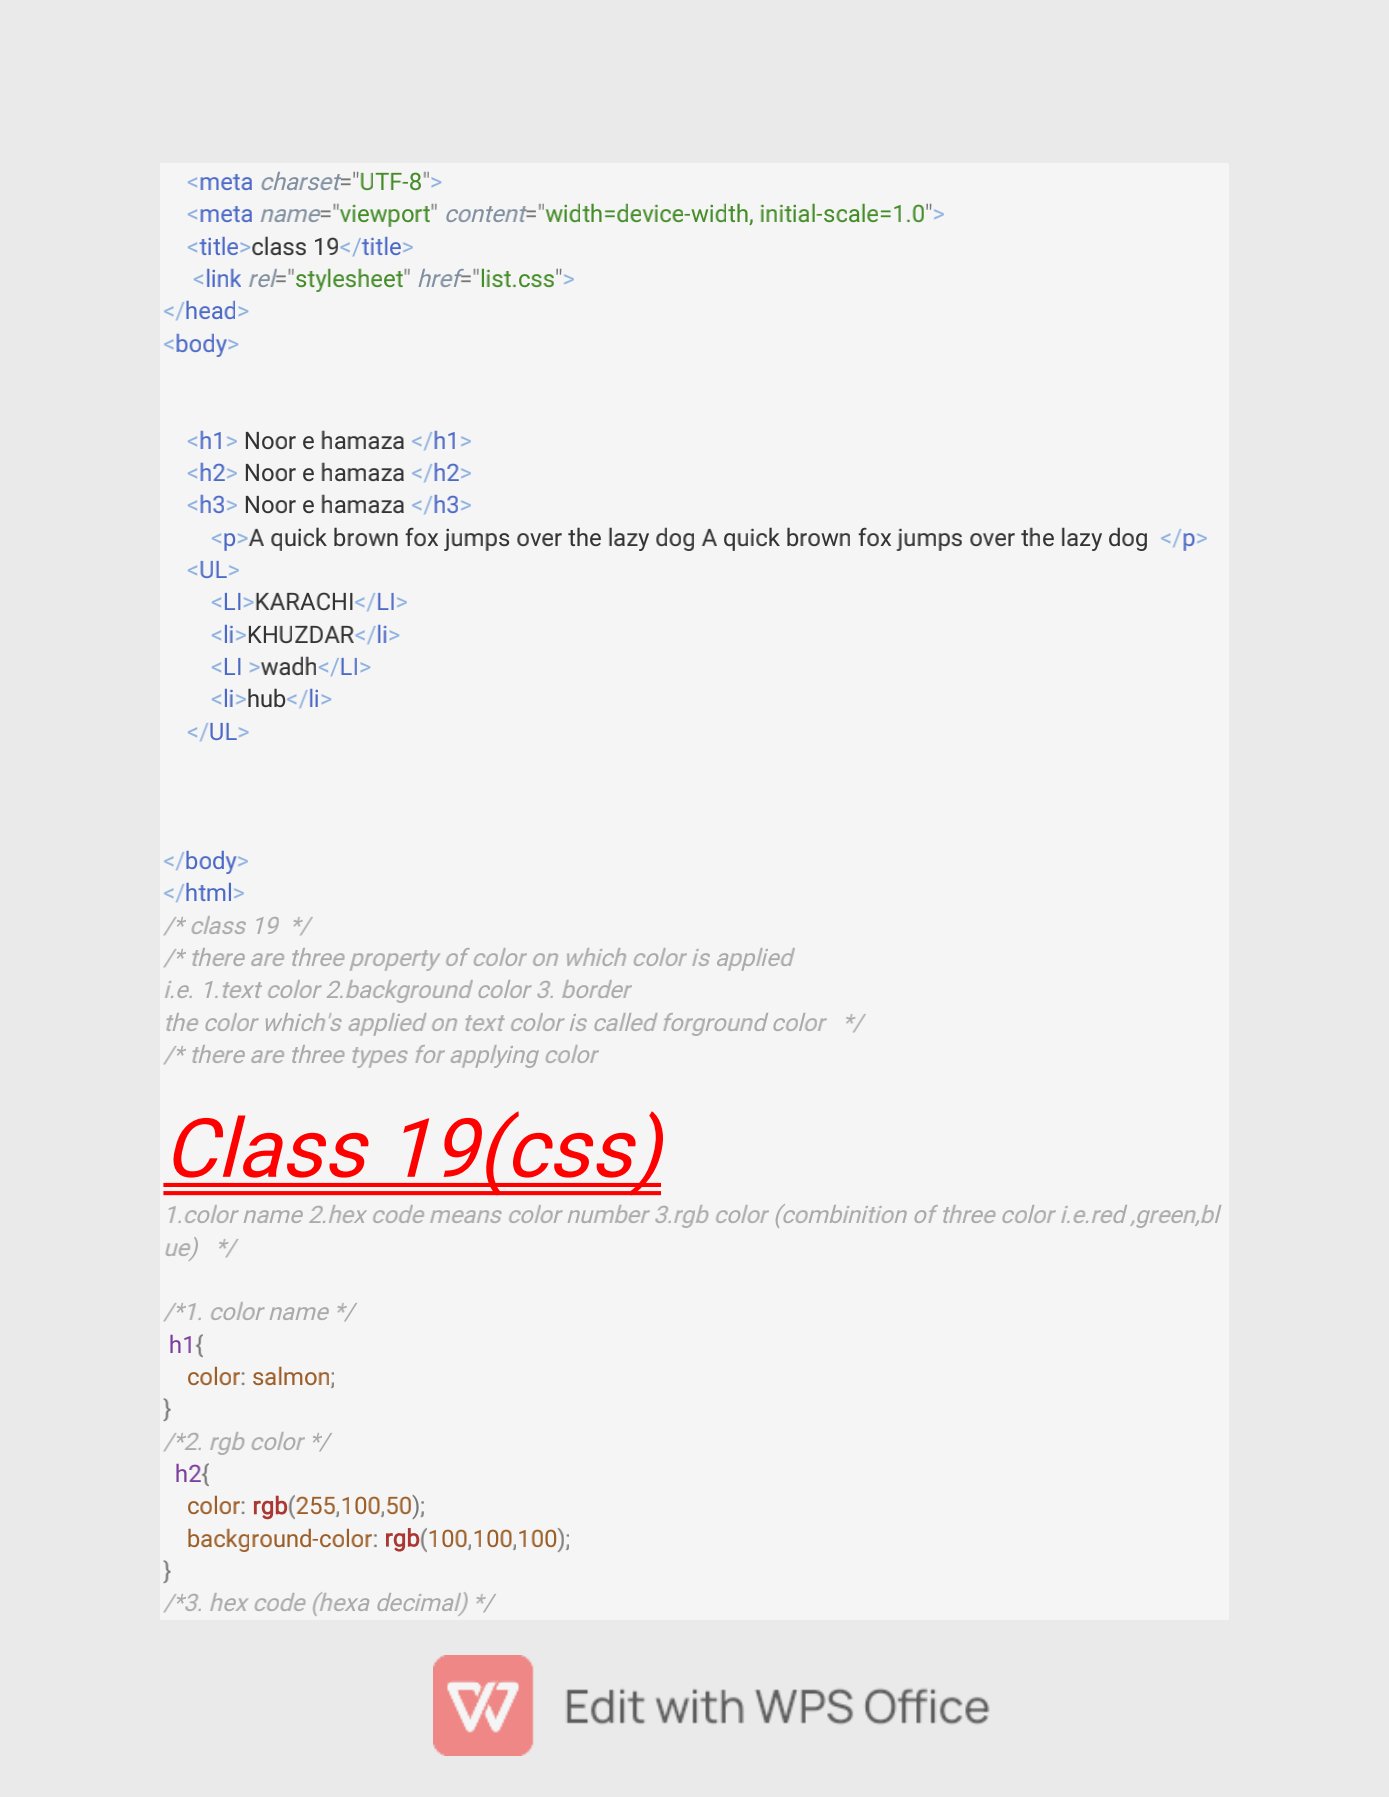 <meta charset="UTF-8">
<meta name="viewport" content="width=device-width, initial-scale=1.0">
<title>class 19</title>
<link rel="stylesheet" href="list.css">
</head>
<body>
<h1> Noor e hamaza </h1>
<h2> Noor e hamaza </h2>
<h3> Noor e hamaza </h3>
<p>A quick brown fox jumps over the lazy dog A quick brown fox jumps over the lazy dog  </p>
<UL>
<LI>KARACHI</LI>
<li>KHUZDAR</li>
<LI >wadh</LI>
<li>hub</li>
</UL>
</body>
</html>
/* class 19  */
/* there are three property of color on which color is applied
i.e. 1.text color 2.background color 3. border
the color which's applied on text color is called forground color   */
/* there are three types for applying color
Class 19(css)
1.color name 2.hex code means color number 3.rgb color (combinition of three color i.e.red ,green,bl
ue)   */
/*1. color name */
h1{
color: salmon;
}
/*2. rgb color */
h2{
color: rgb(255,100,50);
background-color: rgb(100,100,100);
}
/*3. hex code (hexa decimal) */
Edit with WPS Office